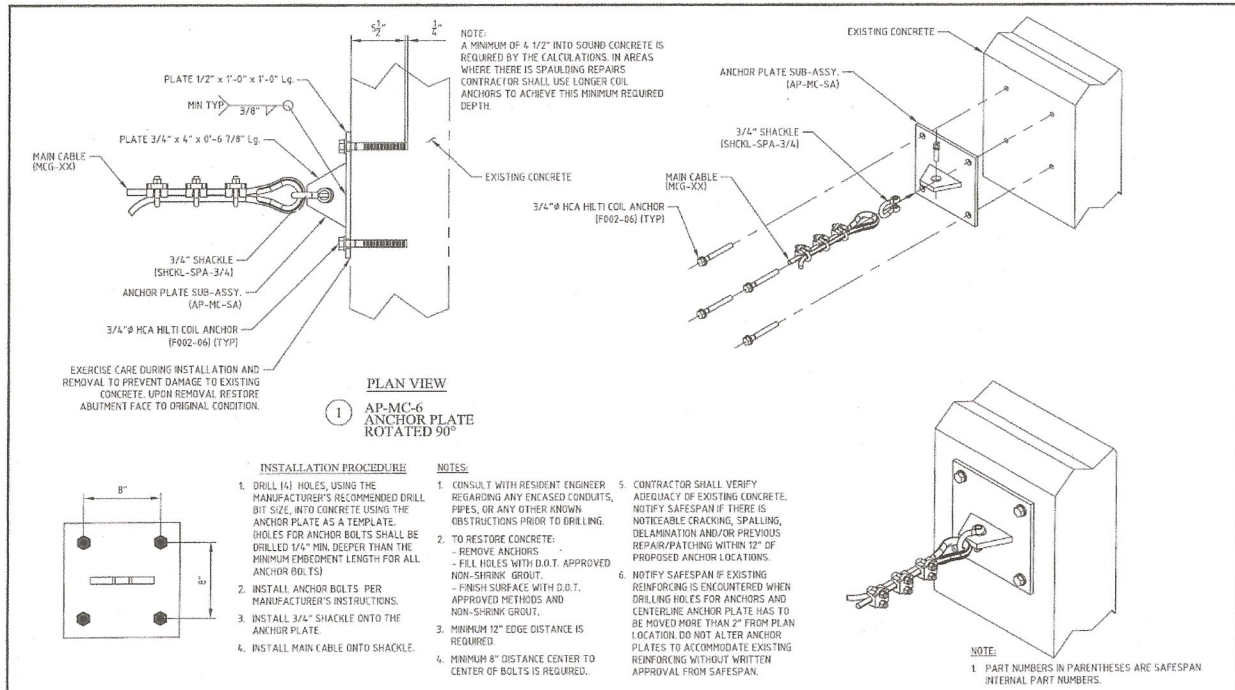 5 1/2"
1/4"
NOTE:
A MINIMUM OF 4 1/2" INTO SOUND CONCRETE IS
REQUIRED BY THE CALCULATIONS. IN AREAS
WHERE THERE IS SPAULDING REPAIRS
CONTRACTOR SHALL USE LONGER COIL
ANCHORS TO ACHIEVE THIS MINIMUM REQUIRED
DEPTH.
PLATE 1/2" x 1'-0" x 1'-0" Lg.
MIN TYP
3/8"
PLATE 3/4" x 4" x 0'-6 7/8" Lg.
MAIN CABLE
(MCG-XX)
EXISTING CONCRETE
3/4" SHACKLE
(SHCKL-SPA-3/4)
ANCHOR PLATE SUB-ASSY.
(AP-MC-SA)
3/4"Ø HCA HILTI COIL ANCHOR
(F002-06) (TYP)
EXERCISE CARE DURING INSTALLATION AND
REMOVAL TO PREVENT DAMAGE TO EXISTING
CONCRETE. UPON REMOVAL RESTORE
ABUTMENT FACE TO ORIGINAL CONDITION.
PLAN VIEW
1
AP-MC-6
ANCHOR PLATE
ROTATED 90°
EXISTING CONCRETE
ANCHOR PLATE SUB-ASSY.
(AP-MC-SA)
3/4" SHACKLE
(SHCKL-SPA-3/4)
MAIN CABLE
(MCG-XX)
3/4"Ø HCA HILTI COIL ANCHOR
(F002-06) (TYP)
8"
8"
INSTALLATION PROCEDURE
1. DRILL (4) HOLES, USING THE
MANUFACTURER'S RECOMMENDED DRILL
BIT SIZE, INTO CONCRETE USING THE
ANCHOR PLATE AS A TEMPLATE.
(HOLES FOR ANCHOR BOLTS SHALL BE
DRILLED 1/4" MIN. DEEPER THAN THE
MINIMUM EMBEDMENT LENGTH FOR ALL
ANCHOR BOLTS)
2. INSTALL ANCHOR BOLTS PER
MANUFACTURER'S INSTRUCTIONS.
3. INSTALL 3/4" SHACKLE ONTO THE
ANCHOR PLATE.
4. INSTALL MAIN CABLE ONTO SHACKLE.
NOTES:
1. CONSULT WITH RESIDENT ENGINEER
REGARDING ANY ENCASED CONDUITS,
PIPES, OR ANY OTHER KNOWN
OBSTRUCTIONS PRIOR TO DRILLING.
2. TO RESTORE CONCRETE:
- REMOVE ANCHORS
- FILL HOLES WITH D.O.T. APPROVED
NON-SHRINK GROUT.
- FINISH SURFACE WITH D.O.T.
APPROVED METHODS AND
NON-SHRINK GROUT.
3. MINIMUM 12" EDGE DISTANCE IS
REQUIRED.
4. MINIMUM 8" DISTANCE CENTER TO
CENTER OF BOLTS IS REQUIRED.
5. CONTRACTOR SHALL VERIFY
ADEQUACY OF EXISTING CONCRETE.
NOTIFY SAFESPAN IF THERE IS
NOTICEABLE CRACKING, SPALLING,
DELAMINATION AND/OR PREVIOUS
REPAIR/PATCHING WITHIN 12" OF
PROPOSED ANCHOR LOCATIONS.
6. NOTIFY SAFESPAN IF EXISTING
REINFORCING IS ENCOUNTERED WHEN
DRILLING HOLES FOR ANCHORS AND
CENTERLINE ANCHOR PLATE HAS TO
BE MOVED MORE THAN 2" FROM PLAN
LOCATION. DO NOT ALTER ANCHOR
PLATES TO ACCOMMODATE EXISTING
REINFORCING WITHOUT WRITTEN
APPROVAL FROM SAFESPAN.
NOTE:
1. PART NUMBERS IN PARENTHESES ARE SAFESPAN
INTERNAL PART NUMBERS.